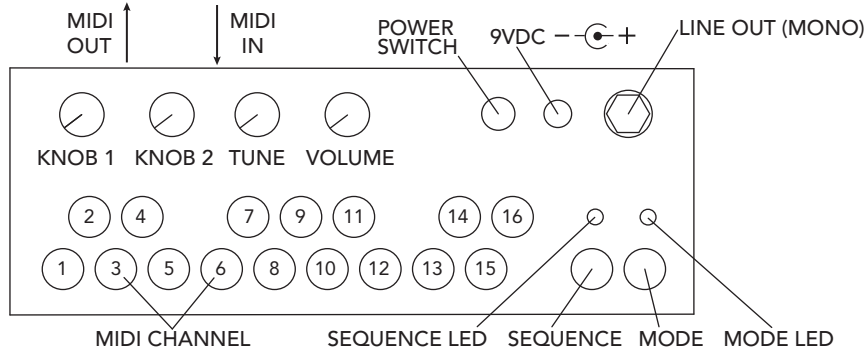 MIDI
OUT
MIDI
IN
POWER
SWITCH
9VDC
− +
LINE OUT (MONO)
KNOB 1
KNOB 2
TUNE
VOLUME
2 4 7 9 11 14 16
1 3 5 6 8 10 12 13 15
MIDI CHANNEL
SEQUENCE LED
SEQUENCE
MODE
MODE LED